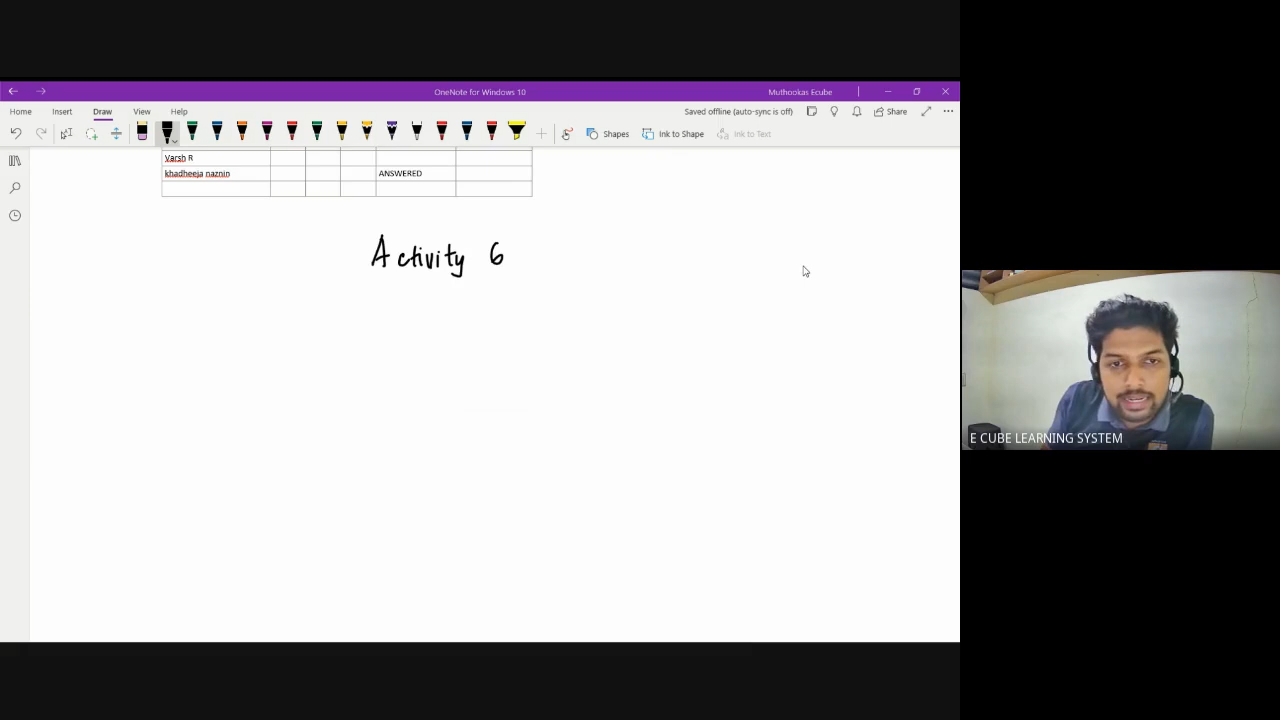 OneNote for Windows 10
Muthookas Ecube
Home Insert Draw View Help
Saved offline (auto-sync is off)
Share
Shapes
Ink to Shape
Ink to Text
Varsh R
khadheeja naznin ANSWERED
Activity 6
E CUBE LEARNING SYSTEM